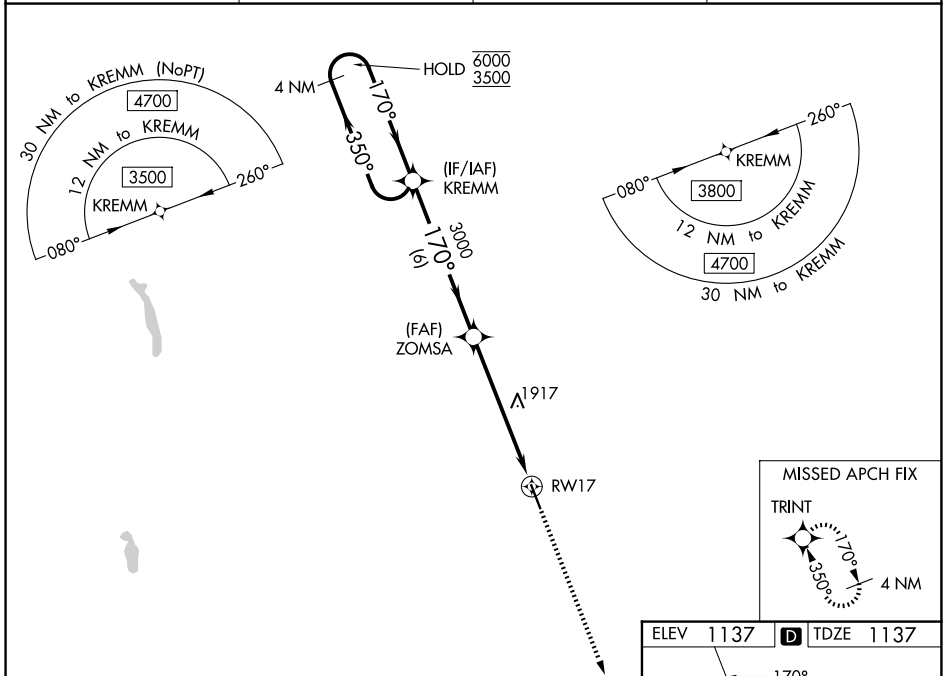 30 NM to KREMM (NoPT)
4700
12 NM to KREMM
3500
KREMM
260°
080°
HOLD 6000
3500
4 NM
170°
350°
(IF/IAF)
KREMM
3000
170°
(6)
(FAF)
ZOMSA
1917
RW17
260°
KREMM
080°
3800
12 NM to KREMM
4700
30 NM to KREMM
MISSED APCH FIX
TRINT
170°
350°
4 NM
ELEV 1137 D TDZE 1137
170°